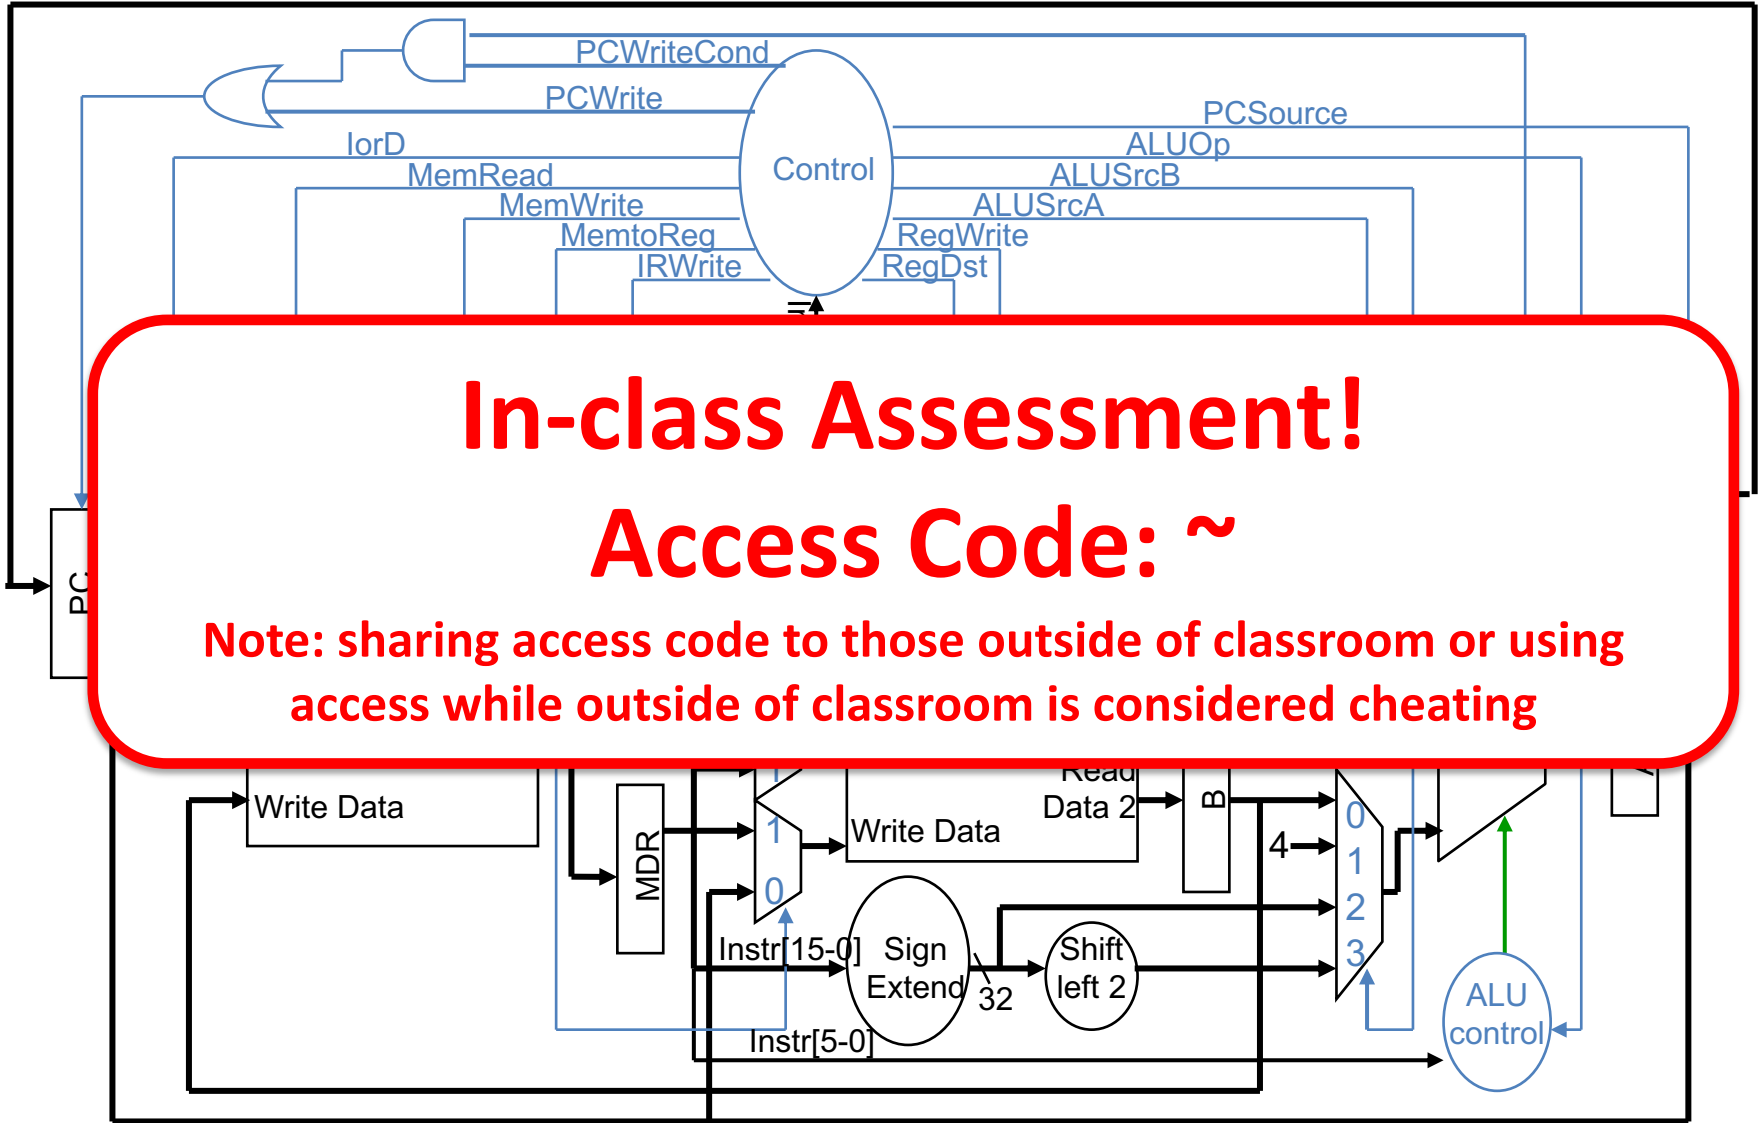 PCWriteCond
PCWrite
PCSource
IorD
ALUOp
Control
MemRead
ALUSrcB
MemWrite
ALUSrcA
MemtoReg
RegWrite
IRWrite
RegDst
In-class Assessment!
Access Code: ~
PC
Note: sharing access code to those outside of classroom or using
access while outside of classroom is considered cheating
Read
Data 2
Write Data
B
1
Write Data
0
4
1
MDR
0
2
Instr[15-0]
Sign
Extend
32
Shift
left 2
3
ALU
control
Instr[5-0]